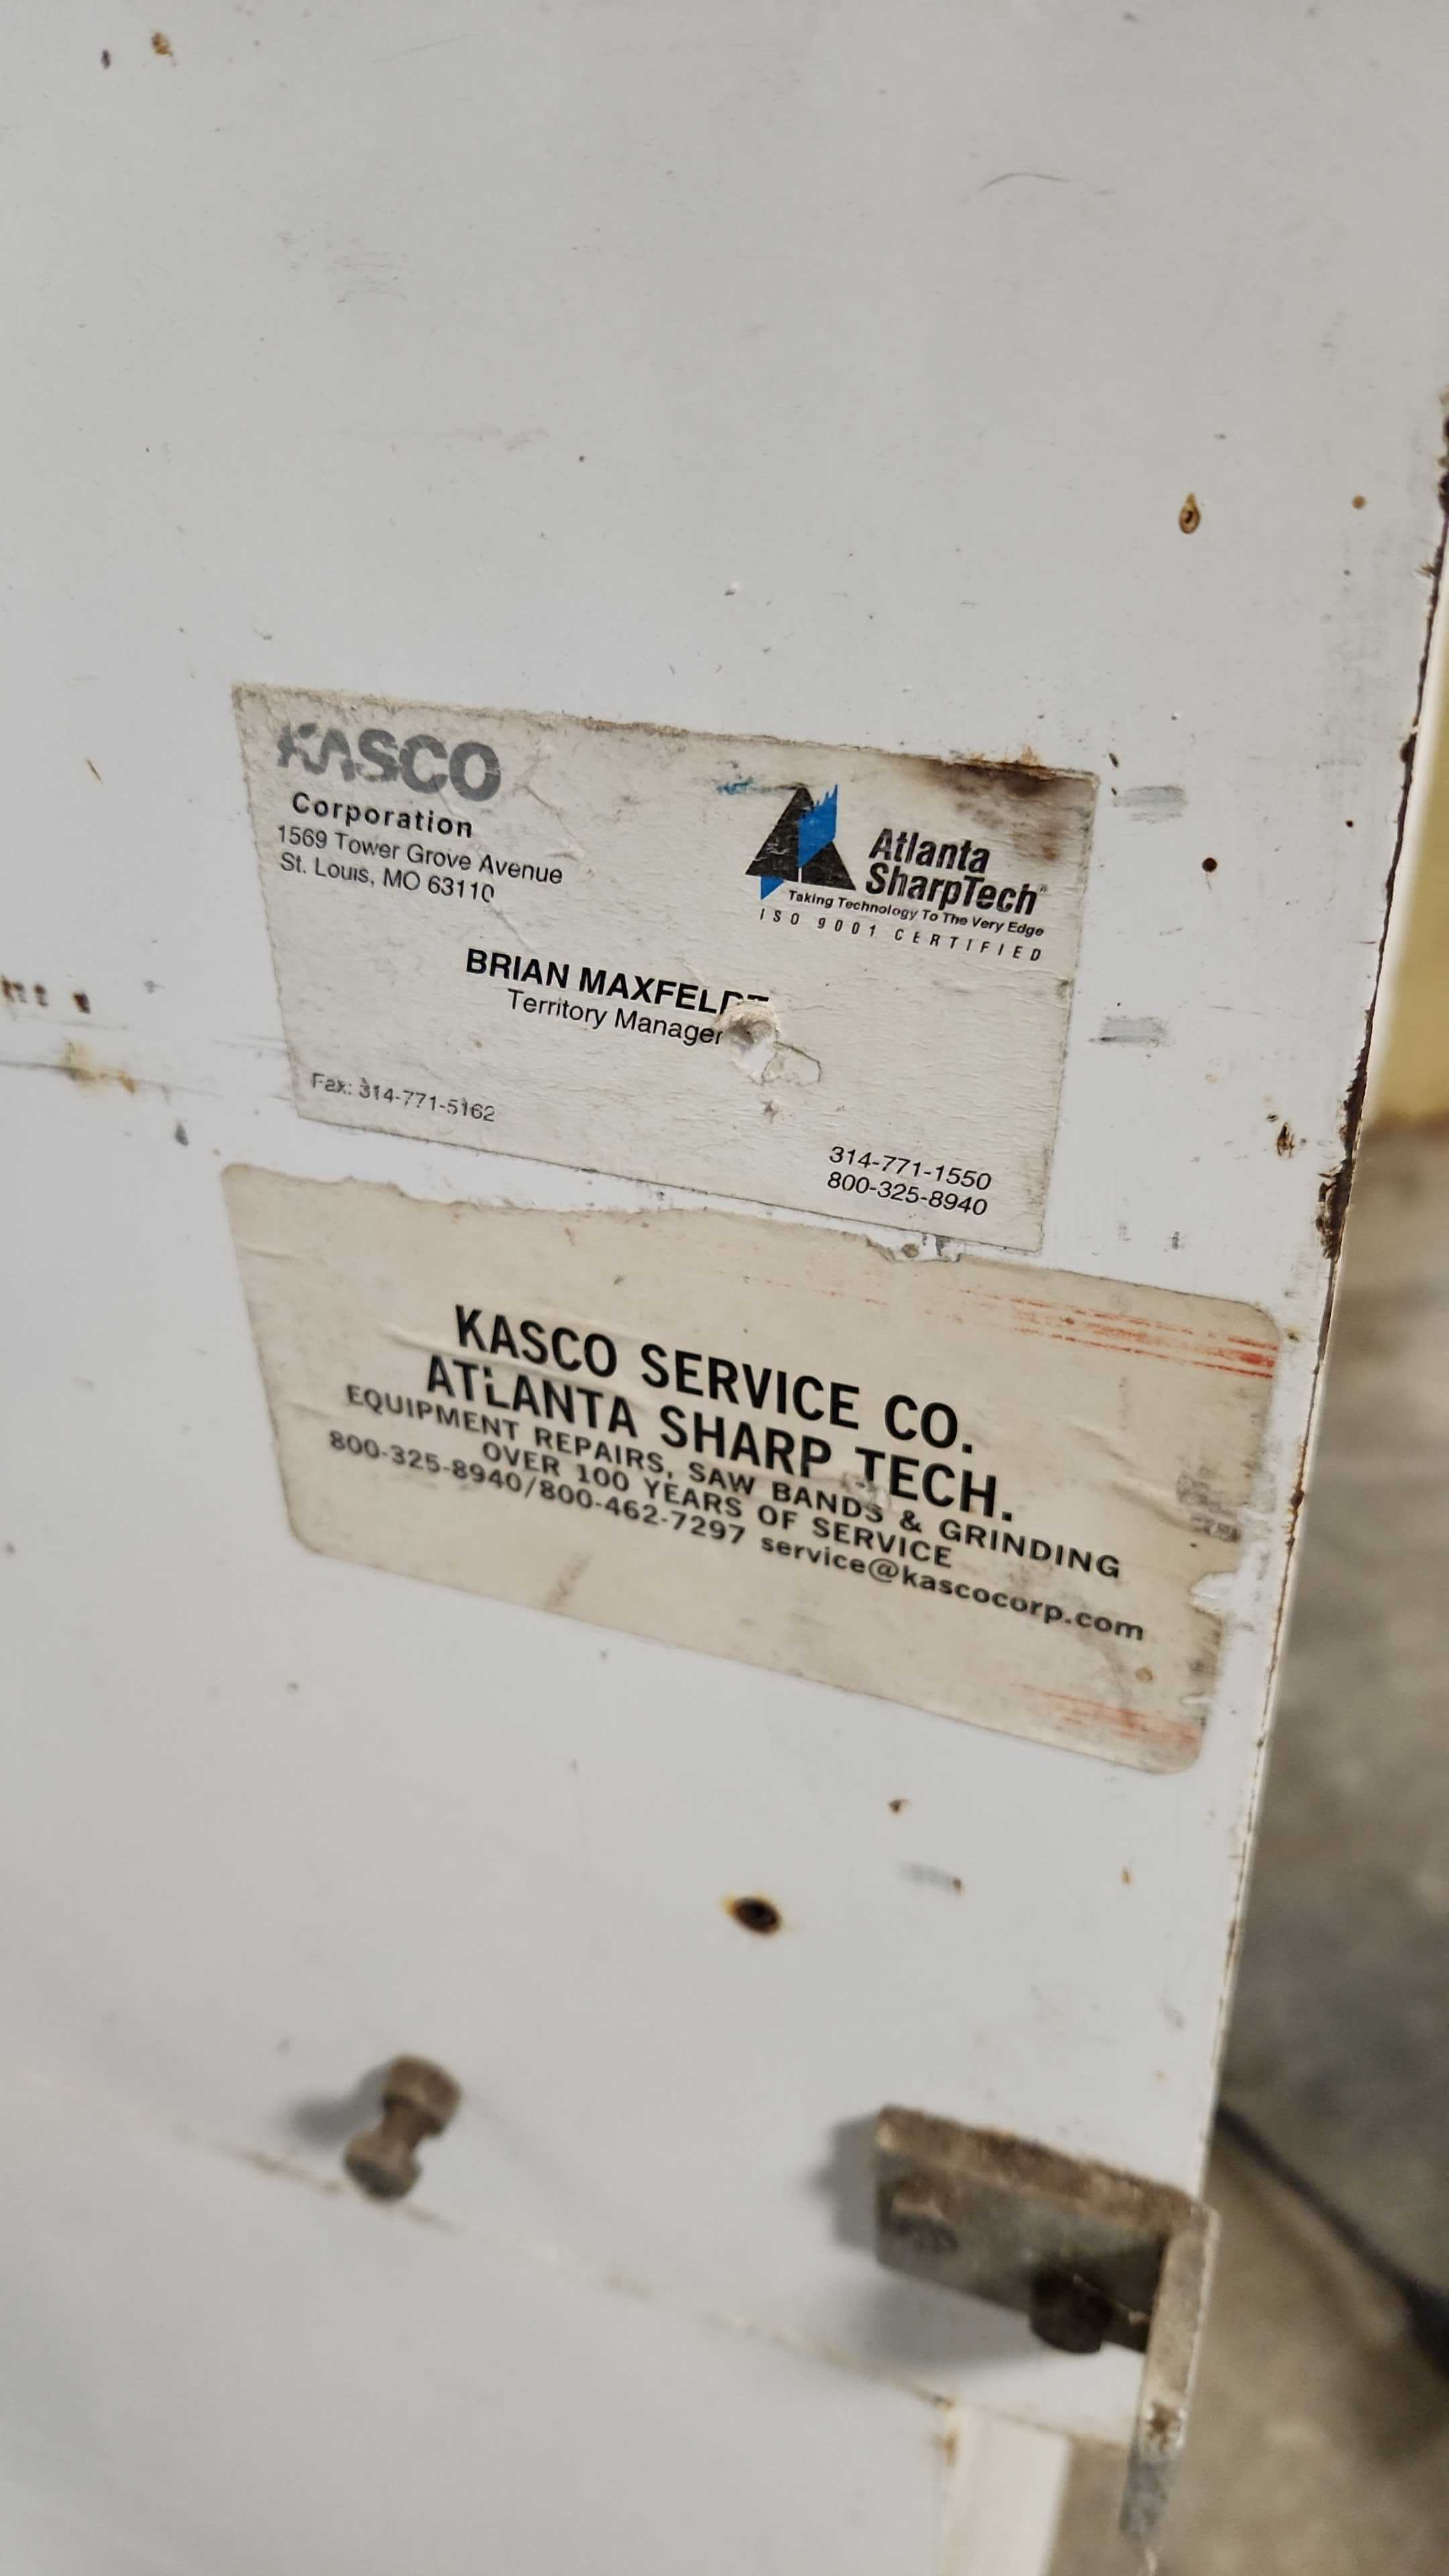 KASCO
Corporation
1569 Tower Grove Avenue
St. Louis, MO 63110
Atlanta
SharpTech®
Taking Technology To The Very Edge
ISO 9001 CERTIFIED
BRIAN MAXFELDT
Territory Manager
Fax: 314-771-5162
314-771-1550
800-325-8940
KASCO SERVICE CO.
ATLANTA SHARP TECH.
EQUIPMENT REPAIRS, SAW BANDS & GRINDING
OVER 100 YEARS OF SERVICE
800-325-8940/800-462-7297 service@kascocorp.com